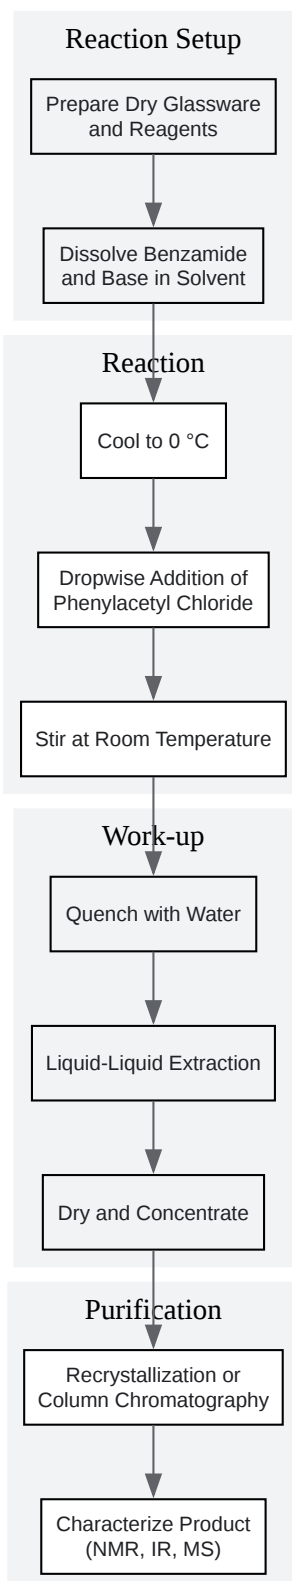 Reaction Setup
Prepare Dry Glassware
and Reagents
Dissolve Benzamide
and Base in Solvent
Reaction
Cool to 0 °C
Dropwise Addition of
Phenylacetyl Chloride
Stir at Room Temperature
Work-up
Quench with Water
Liquid-Liquid Extraction
Dry and Concentrate
Purification
Recrystallization or
Column Chromatography
Characterize Product
(NMR, IR, MS)